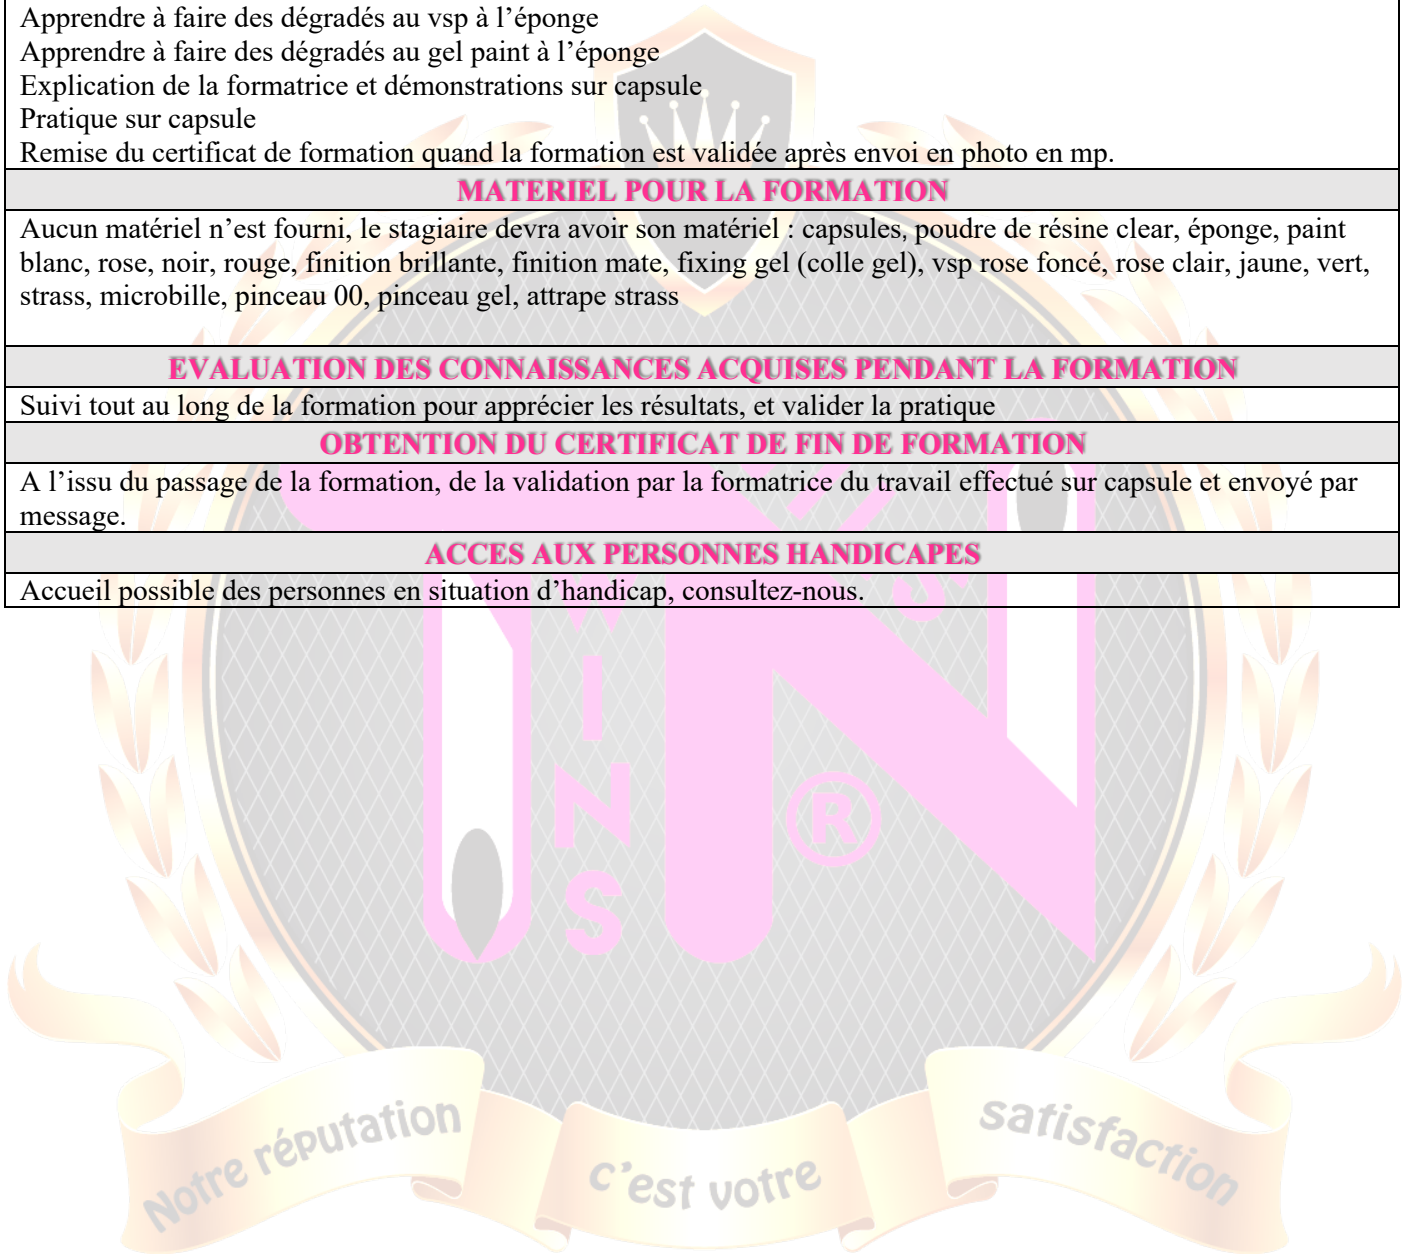 Apprendre à faire des dégradés au vsp à l’éponge
Apprendre à faire des dégradés au gel paint à l’éponge
Explication de la formatrice et démonstrations sur capsule
Pratique sur capsule
Remise du certificat de formation quand la formation est validée après envoi en photo en mp.
MATERIEL POUR LA FORMATION
Aucun matériel n’est fourni, le stagiaire devra avoir son matériel : capsules, poudre de résine clear, éponge, paint
blanc, rose, noir, rouge, finition brillante, finition mate, fixing gel (colle gel), vsp rose foncé, rose clair, jaune, vert,
strass, microbille, pinceau 00, pinceau gel, attrape strass
EVALUATION DES CONNAISSANCES ACQUISES PENDANT LA FORMATION
Suivi tout au long de la formation pour apprécier les résultats, et valider la pratique
OBTENTION DU CERTIFICAT DE FIN DE FORMATION
A l’issu du passage de la formation, de la validation par la formatrice du travail effectué sur capsule et envoyé par
message.
ACCES AUX PERSONNES HANDICAPES
Accueil possible des personnes en situation d’handicap, consultez-nous.
TWINS
N
®
Notre réputation
c’est votre
satisfaction